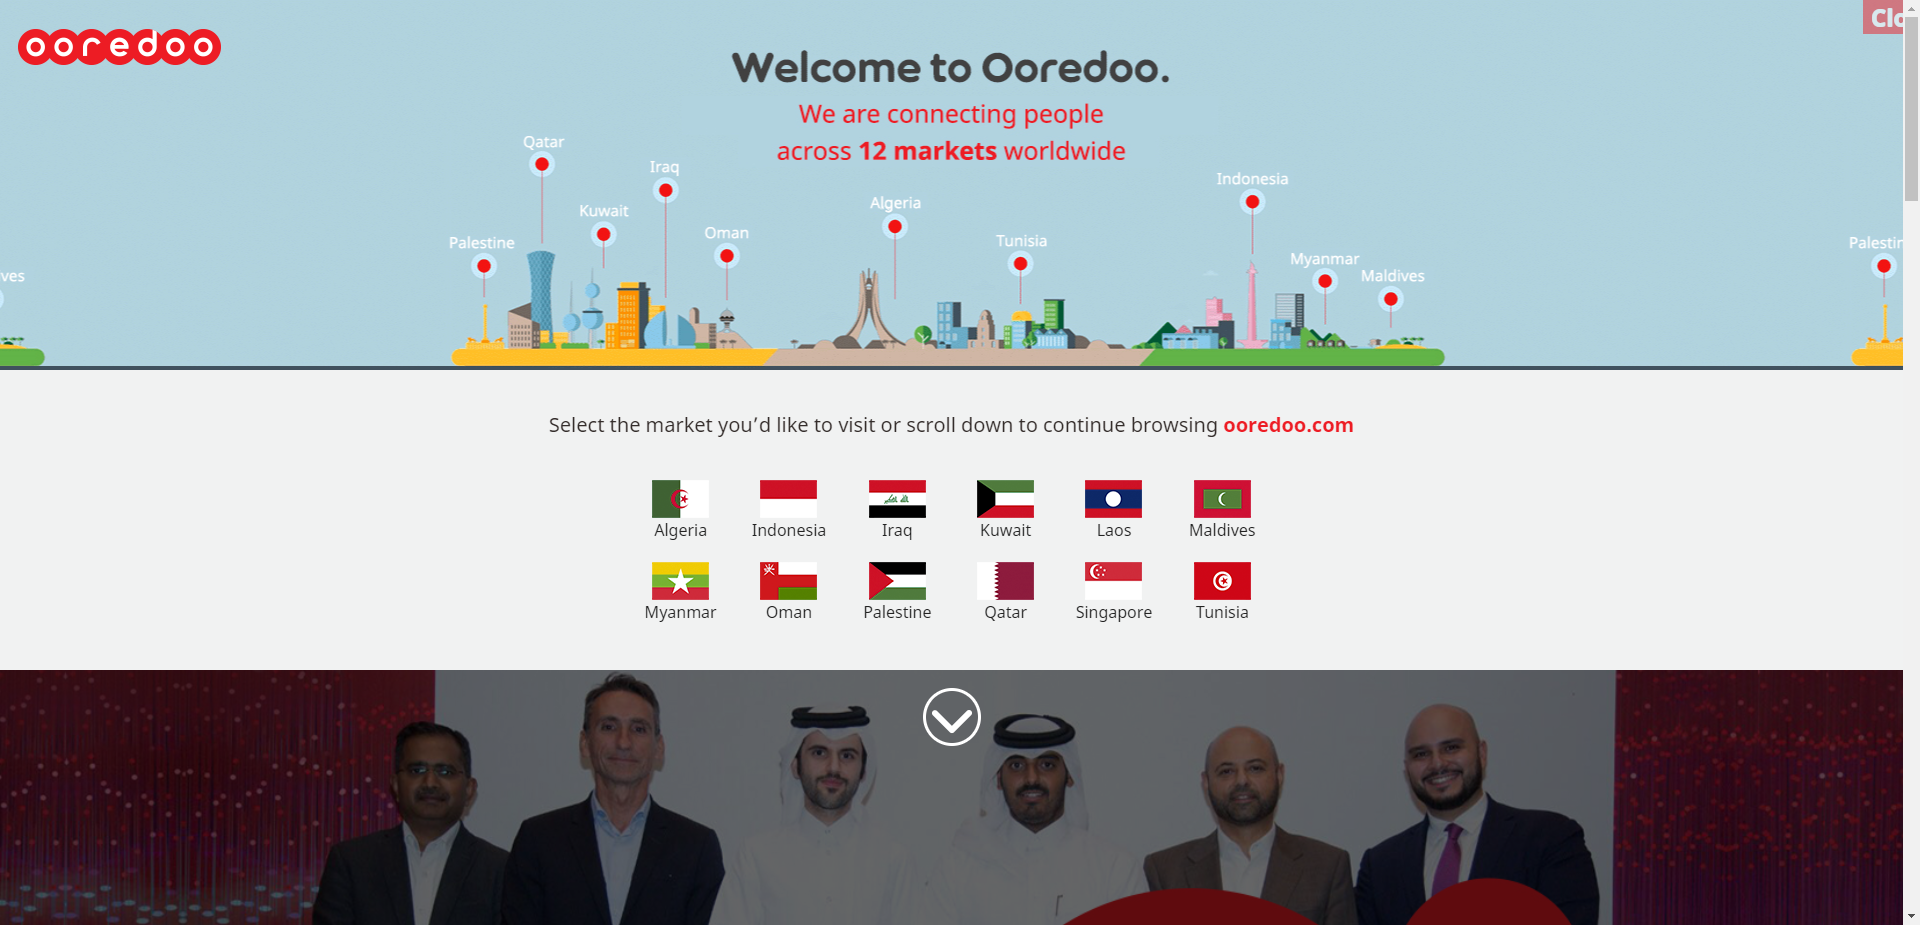 ooredoo
Clo
Welcome to Ooredoo.
We are connecting people
across 12 markets worldwide
Qatar
Iraq
Indonesia
Algeria
Kuwait
Oman
Tunisia
Palestine
Palestin
Myanmar
Maldives
ves
Select the market you’d like to visit or scroll down to continue browsing ooredoo.com
Algeria Indonesia Iraq Kuwait Laos Maldives
Myanmar Oman Palestine Qatar Singapore Tunisia